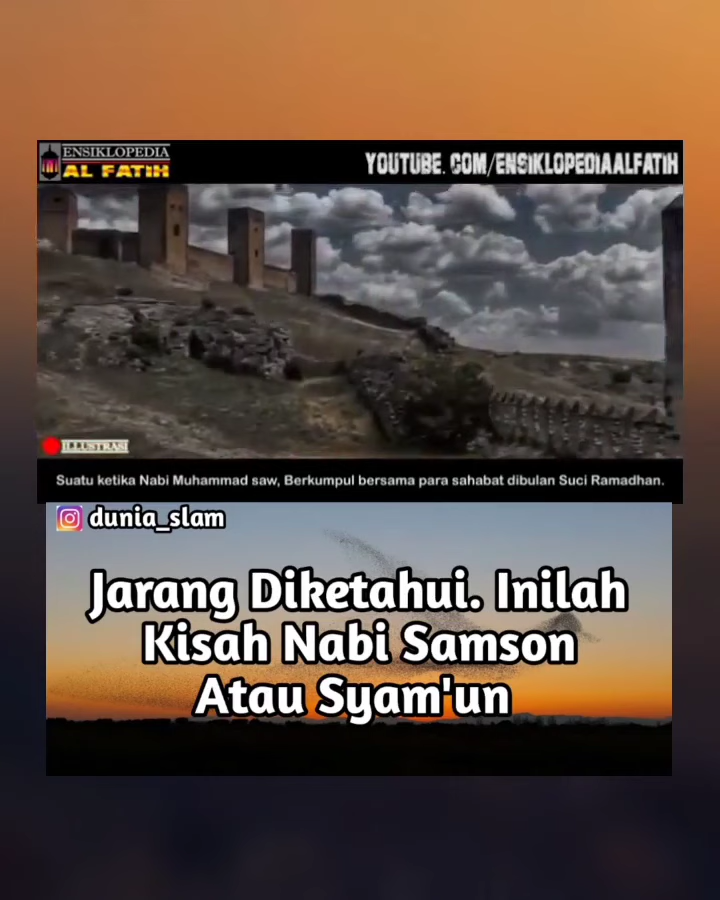 ENSIKLOPEDIA
AL FATIH
YOUTUBE.COM/ENSIKLOPEDIAALFATIH
ILLUSTRASI
Suatu ketika Nabi Muhammad saw, Berkumpul bersama para sahabat dibulan Suci Ramadhan.
dunia_slam
Jarang Diketahui. Inilah
Kisah Nabi Samson
Atau Syam'un